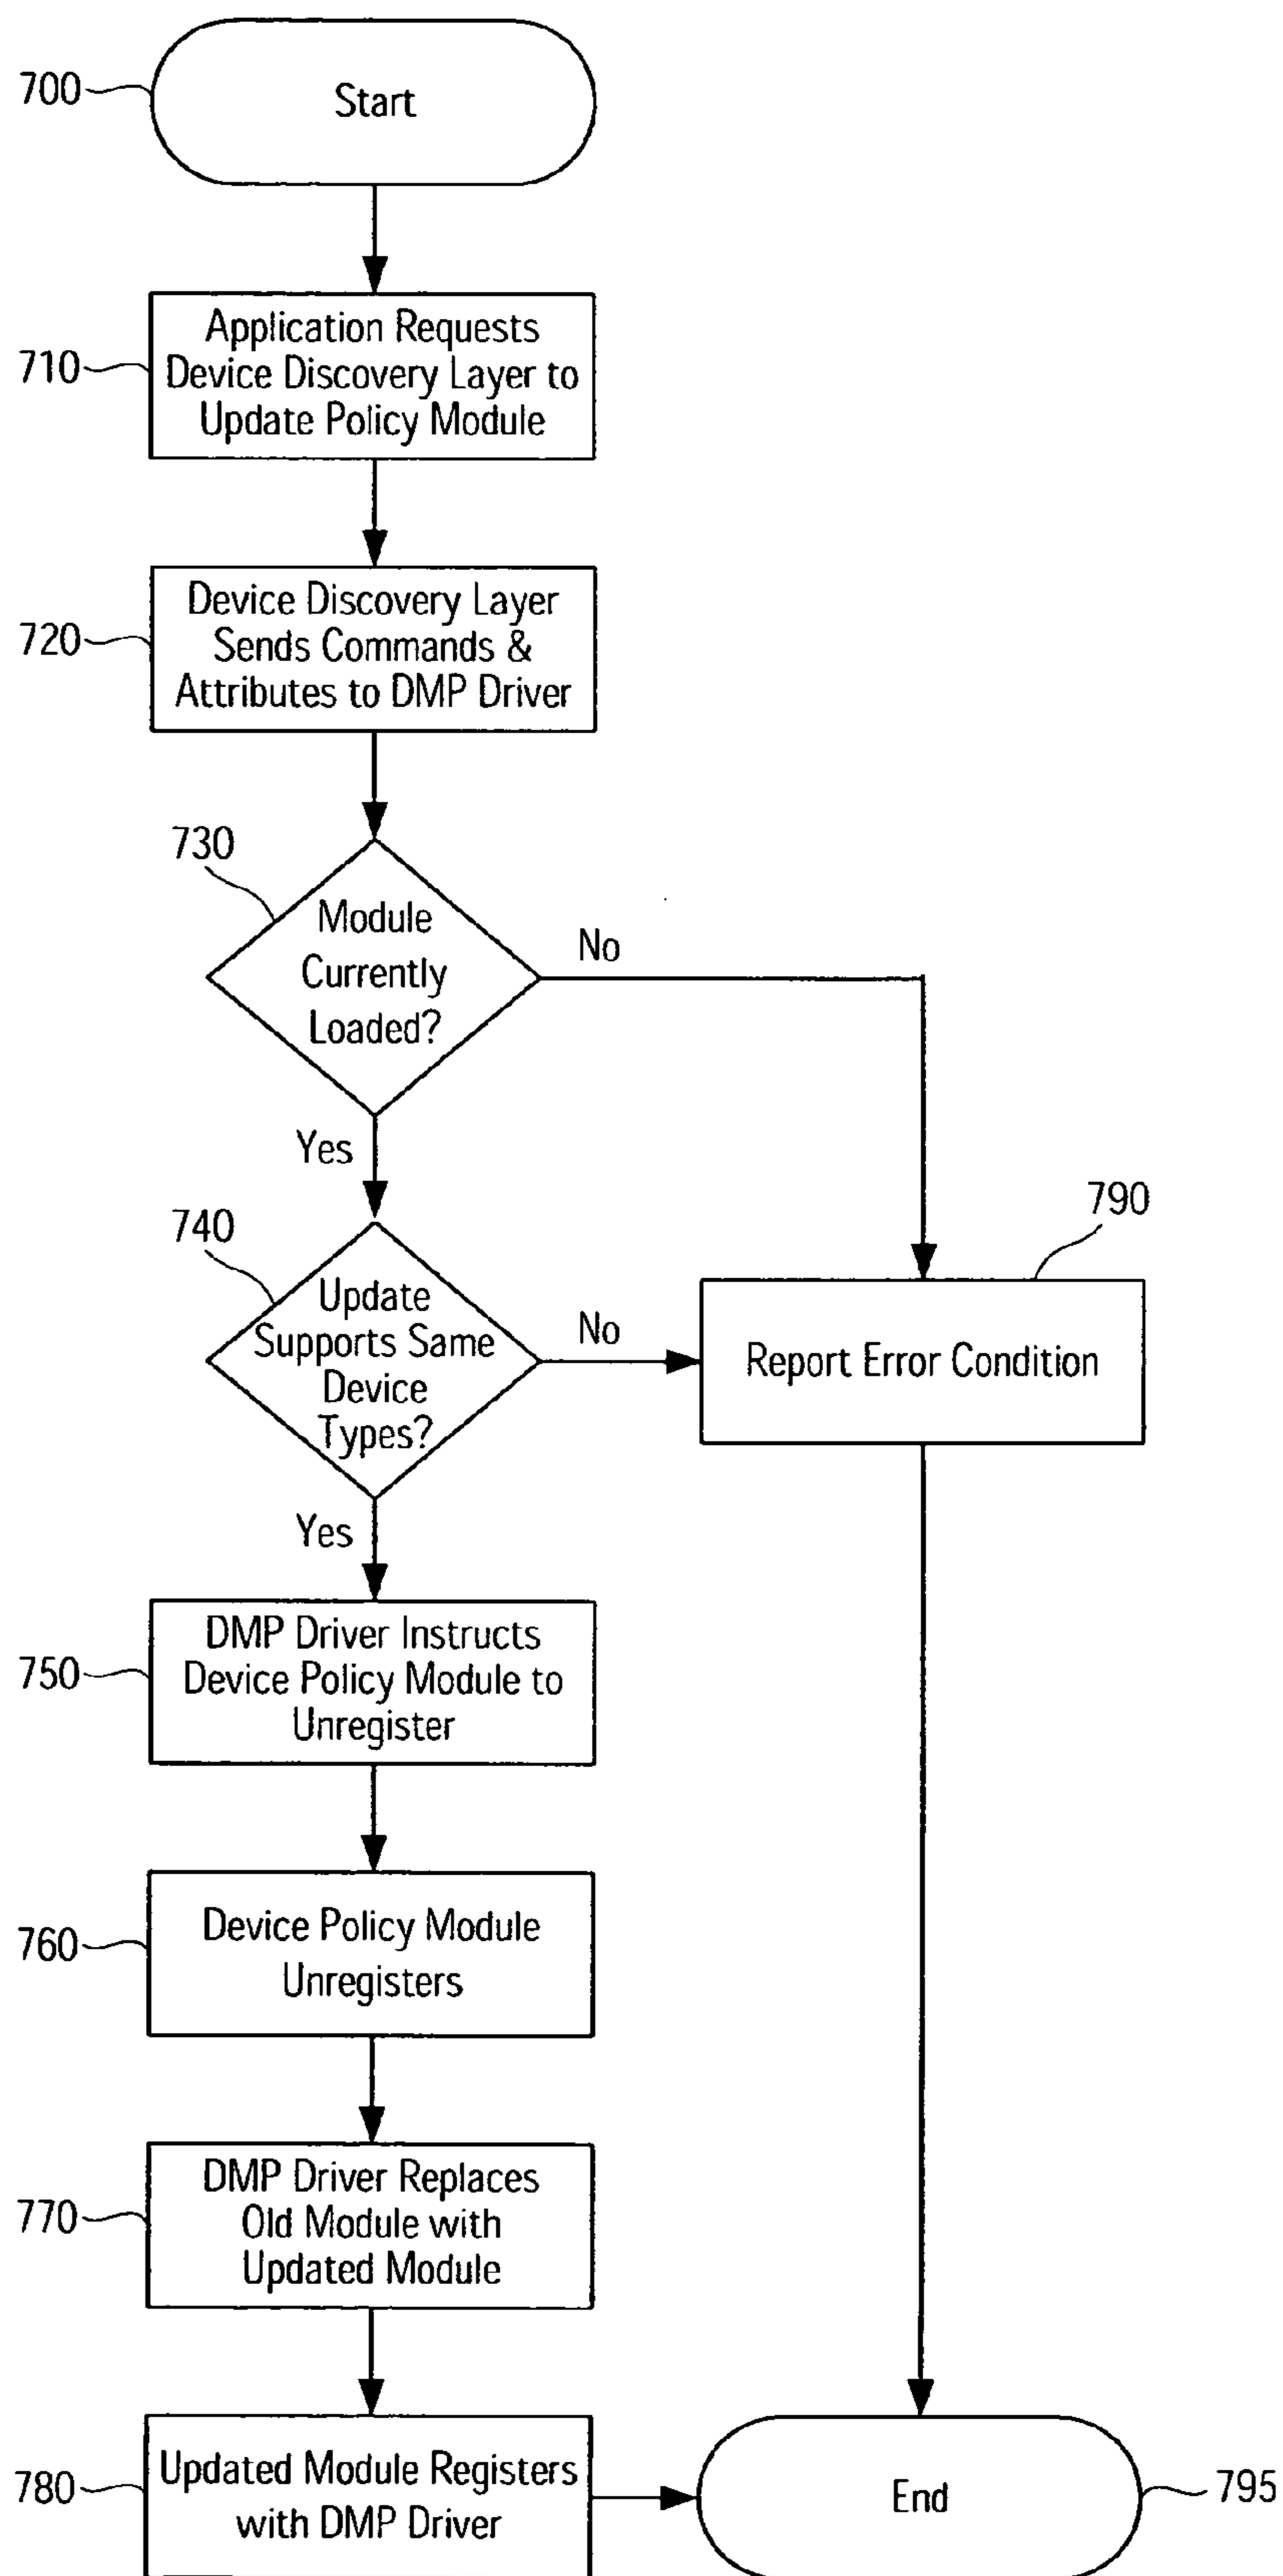 700
Start
710
Application Requests
Device Discovery Layer to
Update Policy Module
720
Device Discovery Layer
Sends Commands &
Attributes to DMP Driver
730
Module
Currently
Loaded?
No
Yes
740
Update
Supports Same
Device
Types?
No
790
Report Error Condition
Yes
750
DMP Driver Instructs
Device Policy Module to
Unregister
760
Device Policy Module
Unregisters
770
DMP Driver Replaces
Old Module with
Updated Module
780
Updated Module Registers
with DMP Driver
End
795